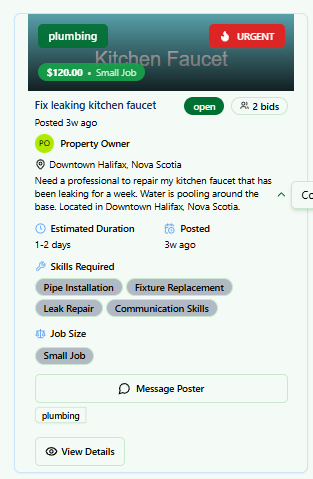 plumbing
URGENT
Kitchen Faucet
$120.00 • Small Job
Fix leaking kitchen faucet
open
2 bids
Posted 3w ago
PO
Property Owner
Downtown Halifax, Nova Scotia
Need a professional to repair my kitchen faucet that has
been leaking for a week. Water is pooling around the
base. Located in Downtown Halifax, Nova Scotia.
Co
Estimated Duration
Posted
1-2 days
3w ago
Skills Required
Pipe Installation
Fixture Replacement
Leak Repair
Communication Skills
Job Size
Small Job
Message Poster
plumbing
View Details